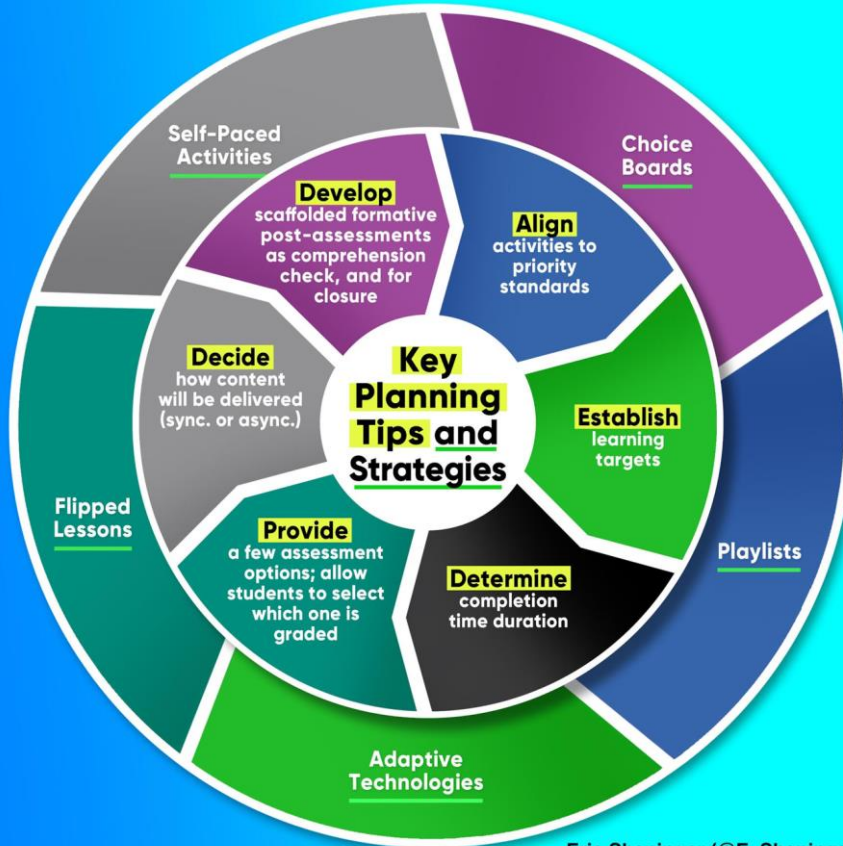 Self-Paced
Activities
Choice
Boards
Develop
scaffolded formative
post-assessments
as comprehension
check, and for
closure
Align
activities to
priority
standards
Decide
how content
will be delivered
(sync. or async.)
Key
Planning
Tips and
Strategies
Establish
learning
targets
Flipped
Lessons
Provide
a few assessment
options; allow
students to select
which one is
graded
Determine
completion
time duration
Playlists
Adaptive
Technologies